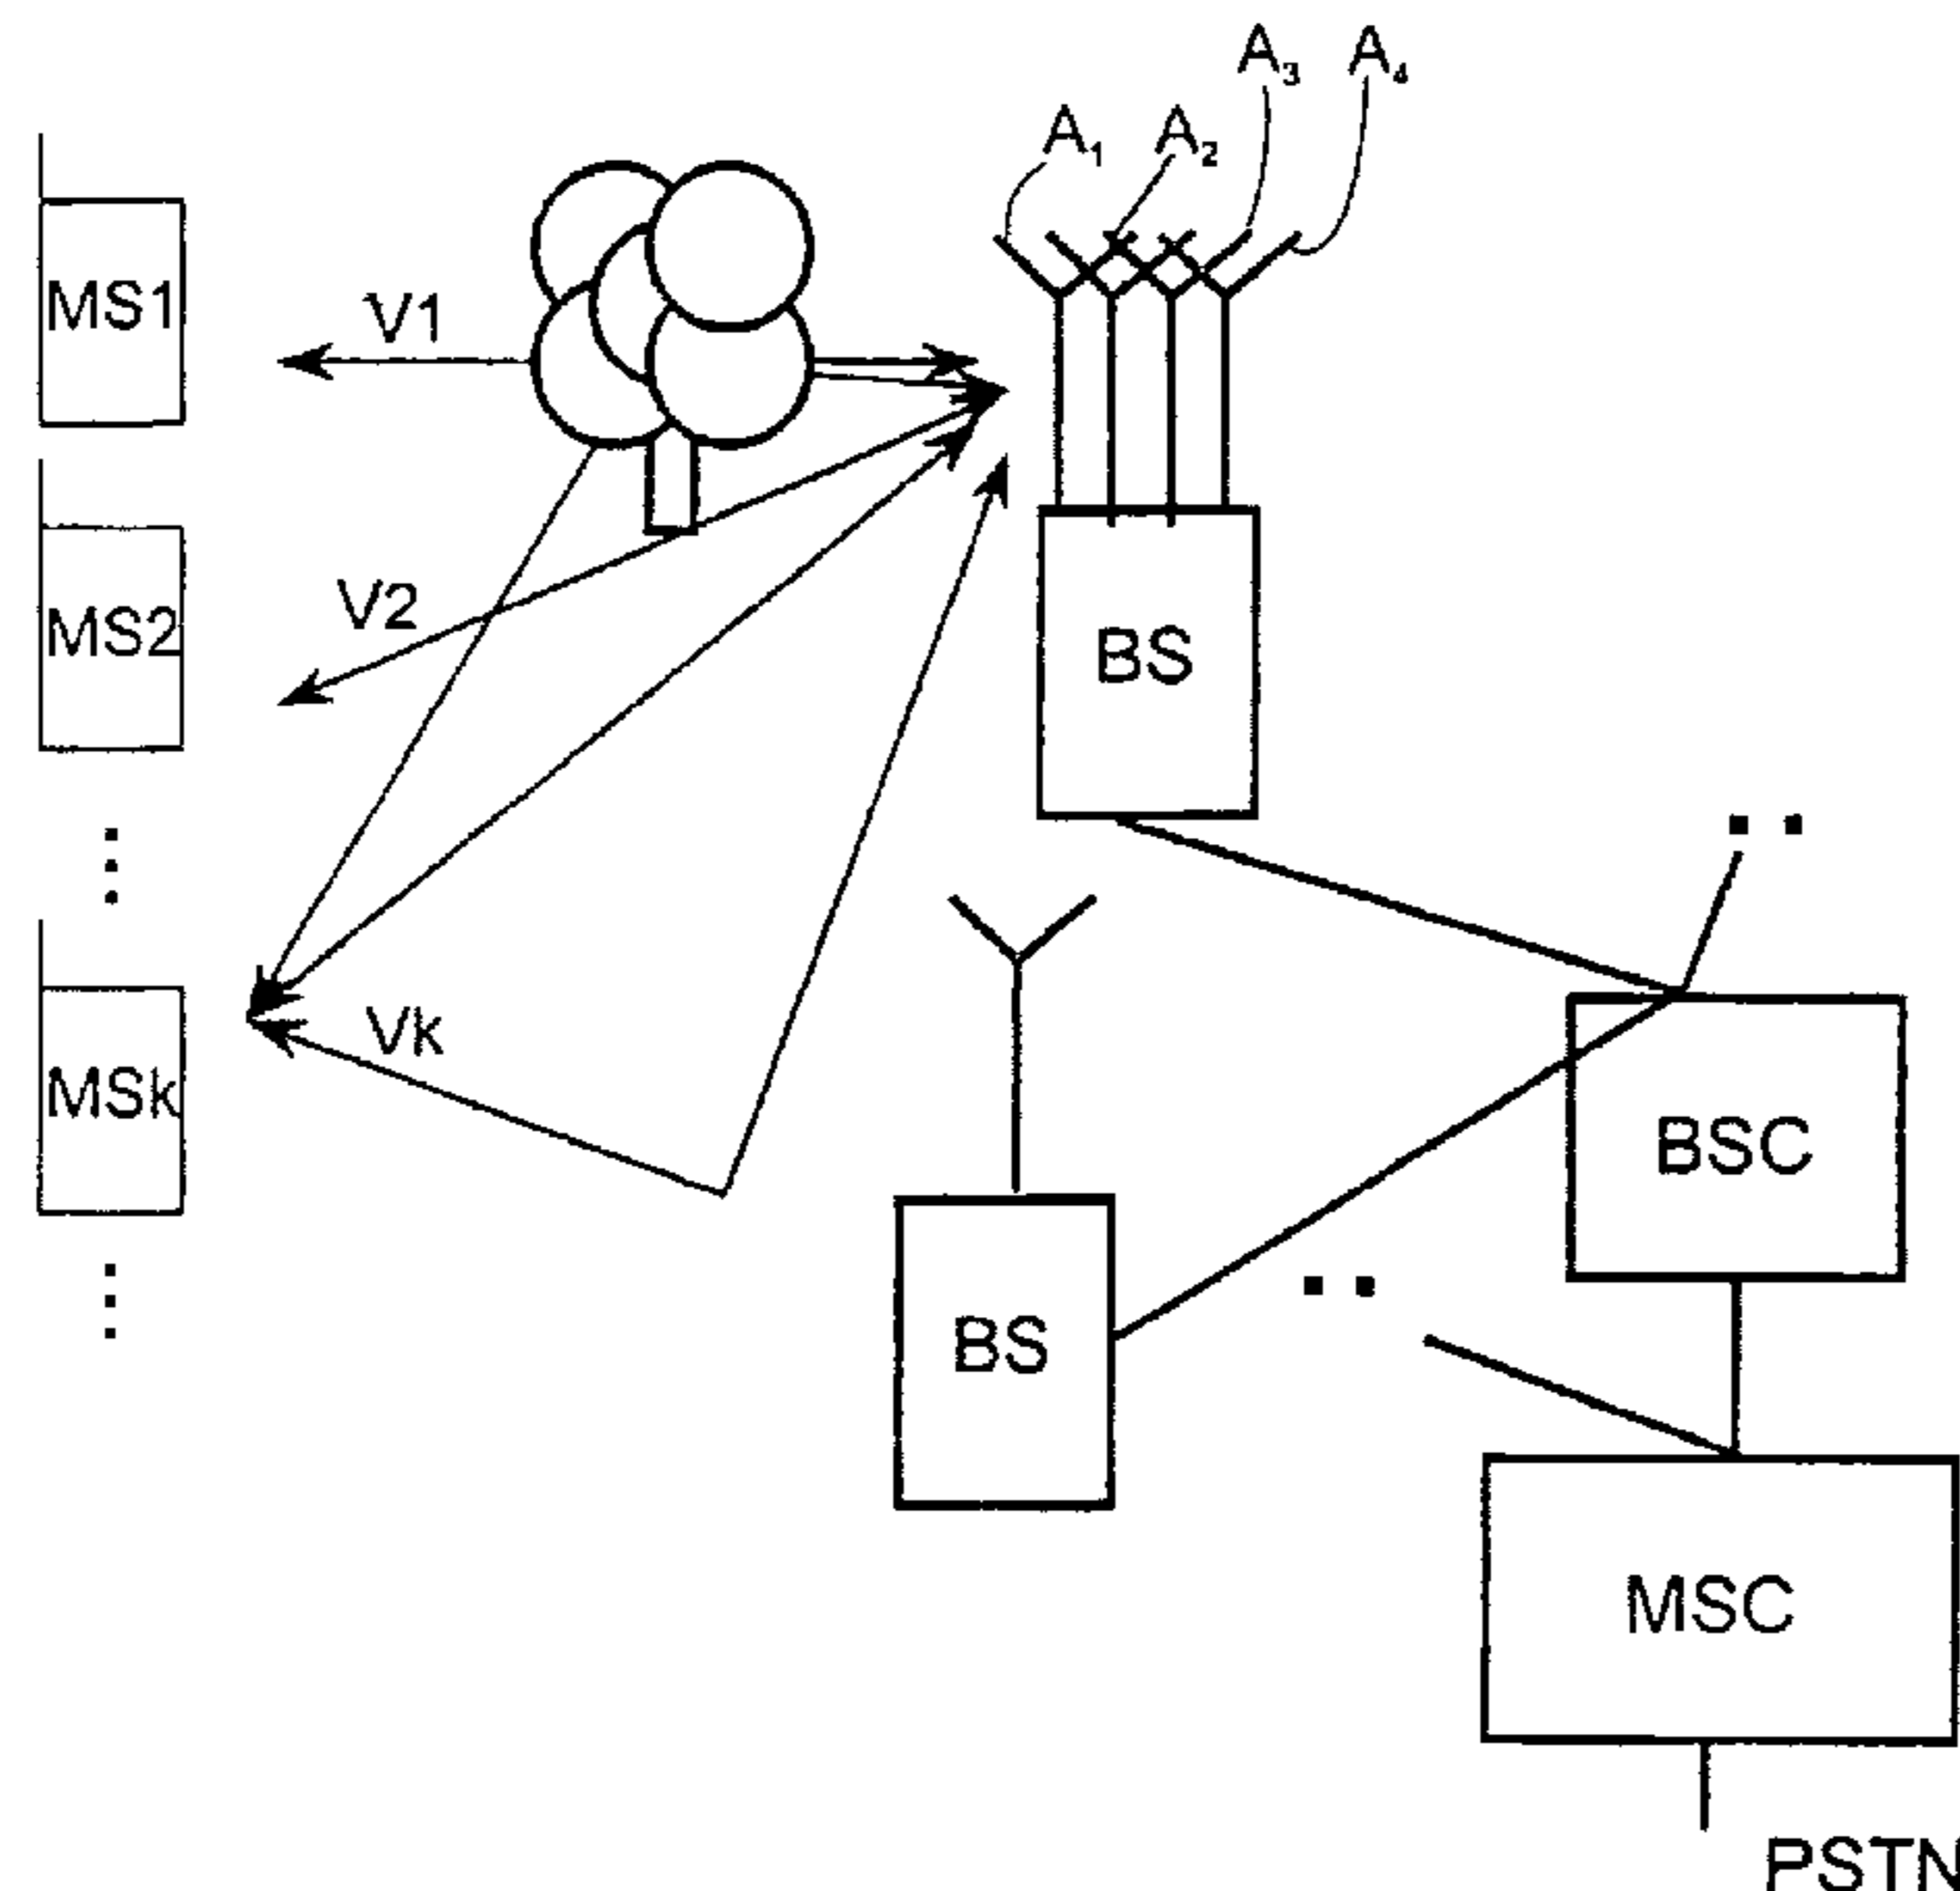 A₃ A₄
A₁ A₂
MS1
V1
MS2
V2
BS
MSk
Vk
BSC
BS
MSC
PSTN